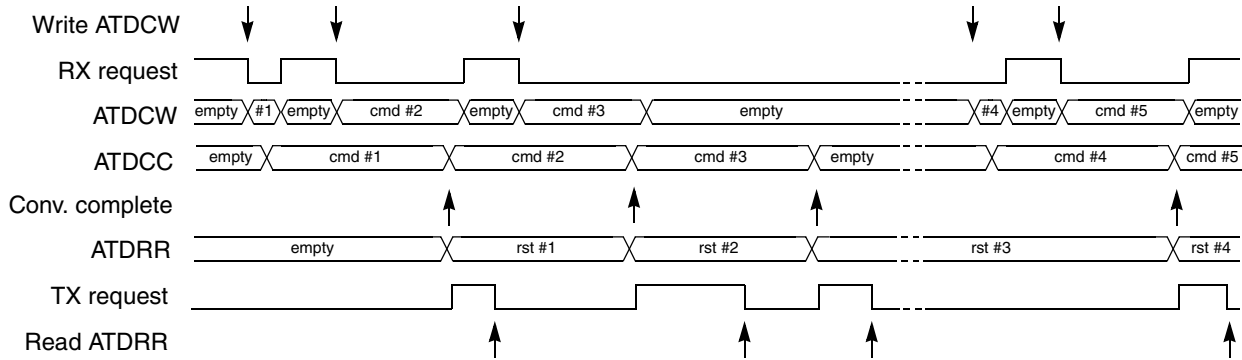 Write ATDCW
RX request
ATDCW empty #1 empty cmd #2 empty cmd #3 empty #4 empty cmd #5 empty
ATDCC empty cmd #1 cmd #2 cmd #3 empty cmd #4 cmd #5
Conv. complete
ATDRR empty rst #1 rst #2 rst #3 rst #4
TX request
Read ATDRR